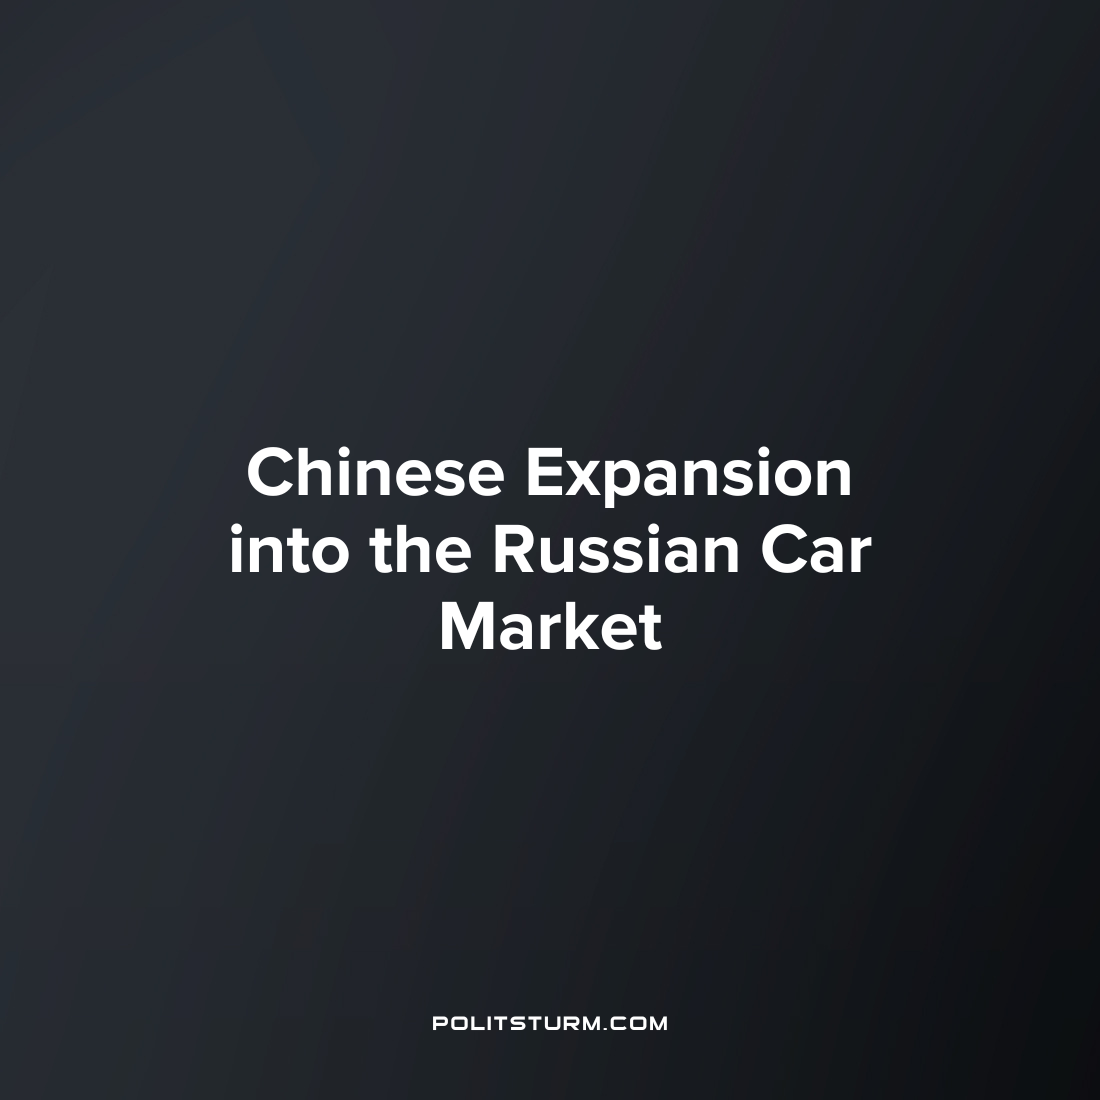 Chinese Expansion
into the Russian Car
Market
POLITSTURM.COM